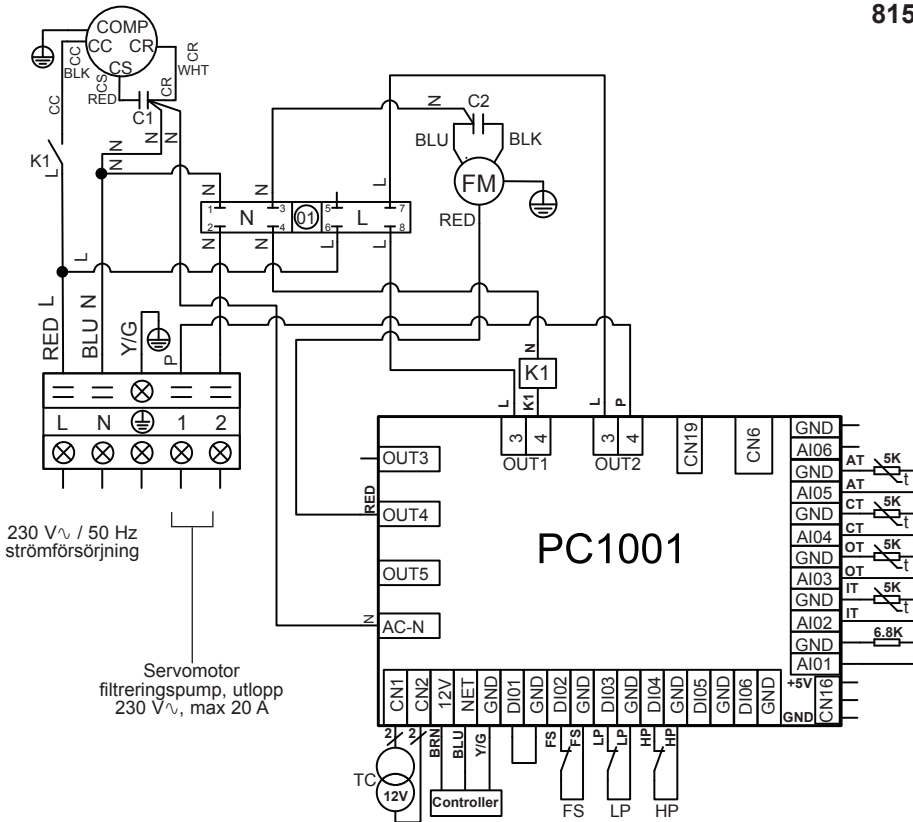 815
COMP
CC CR
CS
CC
BLK
CS
RED
CR
WHT
CR
C1
CC
K1
L
N
N
N
N
N
N
N
N
C2
BLU
BLK
FM
RED
L
1 N 3 01 5 L 7
2 4 6 8
N
N
L
L
L
RED L
BLU N
Y/G
P
L N 1 2
230 V∿ / 50 Hz
strömförsörjning
Servomotor
filtreringspump, utlopp
230 V∿, max 20 A
N
K1
L
K1
L
P
3 4
OUT1
3 4
OUT2
CN19
CN6
OUT3
RED
OUT4
OUT5
N
AC-N
PC1001
GND
AI06
GND AT 5K t
AI05 AT
GND CT 5K t
AI04 CT
GND OT 5K t
AI03 OT
GND IT 5K t
AI02 IT
GND 6.8K
AI01
+5V
CN16
GND
CN1 CN2 12V NET GND DI01 GND DI02 GND DI03 GND DI04 GND DI05 GND DI06 GND
2 2 BRN BLU Y/G FS FS LP LP HP HP
TC
12V
Controller
FS LP HP